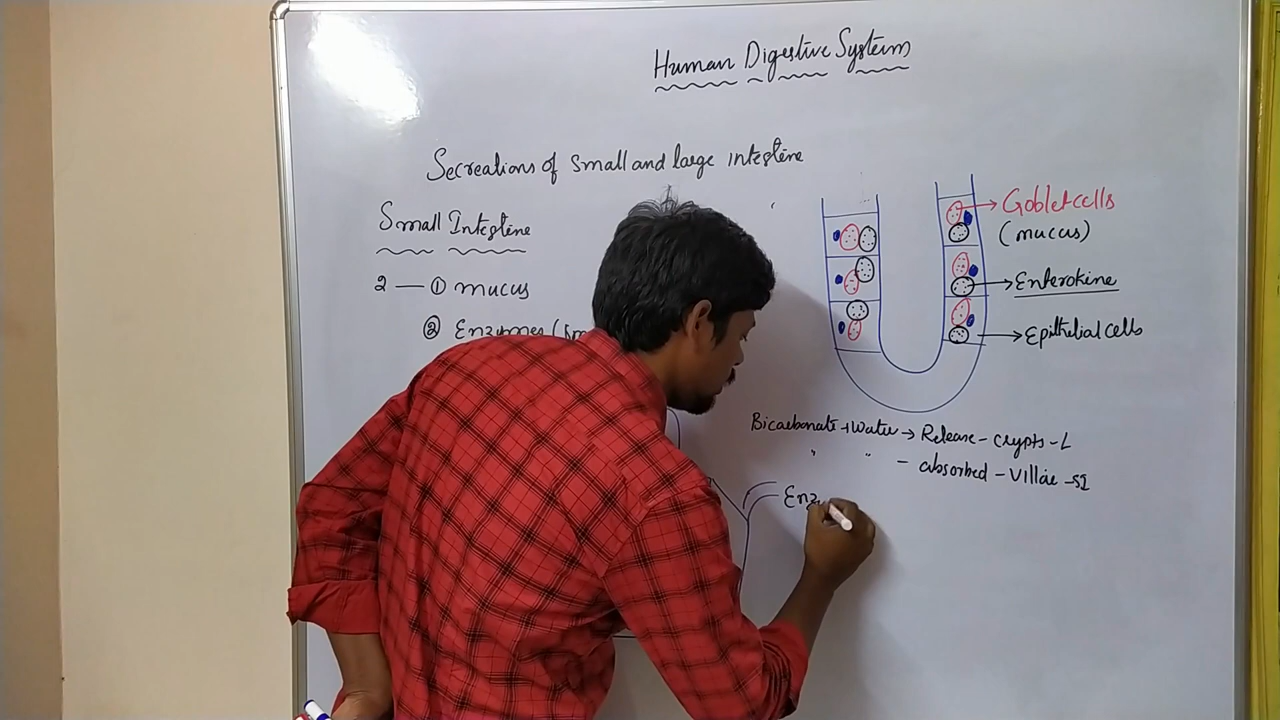 Human Digestive System
Secreations of Small and large intestine
Small Intestine
2 — ① mucus
② Enzymes (
Goblet cells
(mucus)
Enterokine
Epithelial cells
Bicarbonate + Water → Release - crypts - L
" " - absorbed - Villae - SI
Enz